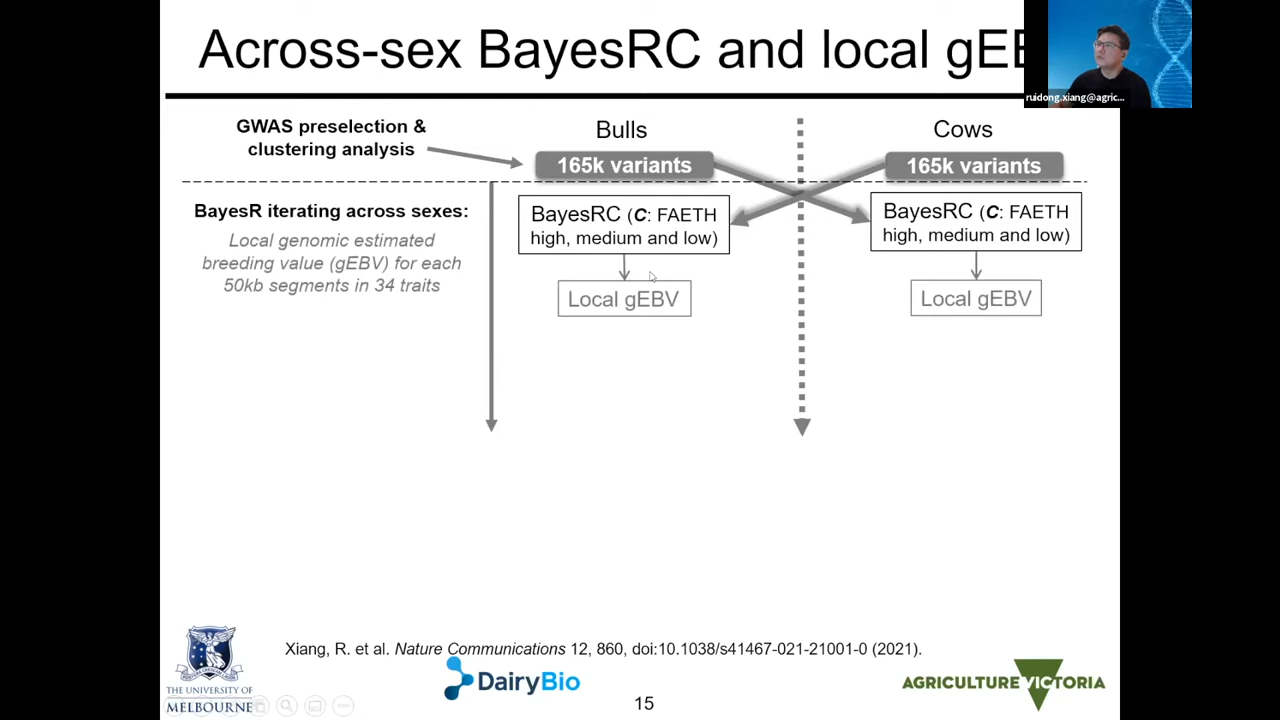 Across-sex BayesRC and local gE
ruidong.xiang@agric...
GWAS preselection &
clustering analysis
Bulls
Cows
165k variants
165k variants
BayesR iterating across sexes:
Local genomic estimated
breeding value (gEBV) for each
50kb segments in 34 traits
BayesRC (C: FAETH
high, medium and low)
BayesRC (C: FAETH
high, medium and low)
Local gEBV
Local gEBV
Xiang, R. et al. Nature Communications 12, 860, doi:10.1038/s41467-021-21001-0 (2021).
THE UNIVERSITY OF
MELBOURNE
DairyBio
AGRICULTURE VICTORIA
15